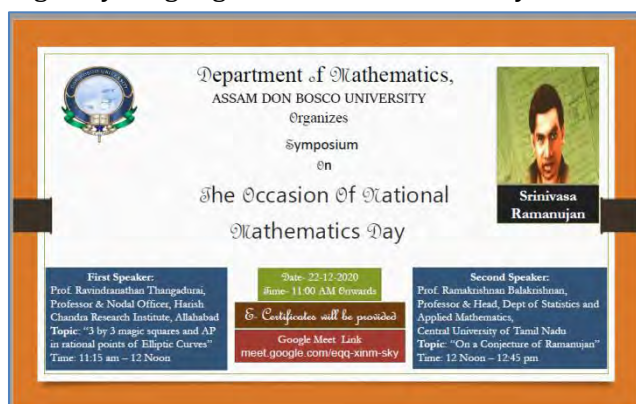 Department of Mathematics,
ASSAM DON BOSCO UNIVERSITY
Organizes
Symposium
On
The Occasion Of National
Mathematics Day
Srinivasa
Ramanujan
First Speaker:
Prof. Ravindranathan Thangadurai,
Professor & Nodal Officer, Harish
Chandra Research Institute, Allahabad
Topic: “3 by 3 magic squares and AP
in rational points of Elliptic Curves”
Time: 11:15 am – 12 Noon
Date- 22-12-2020
Time- 11:00 AM Onwards
E- Certificates will be provided
Google Meet Link
meet.google.com/eqq-xinm-sky
Second Speaker:
Prof. Ramakrishnan Balakrishnan,
Professor & Head, Dept of Statistics and
Applied Mathematics,
Central University of Tamil Nadu
Topic: “On a Conjecture of Ramanujan”
Time: 12 Noon – 12:45 pm